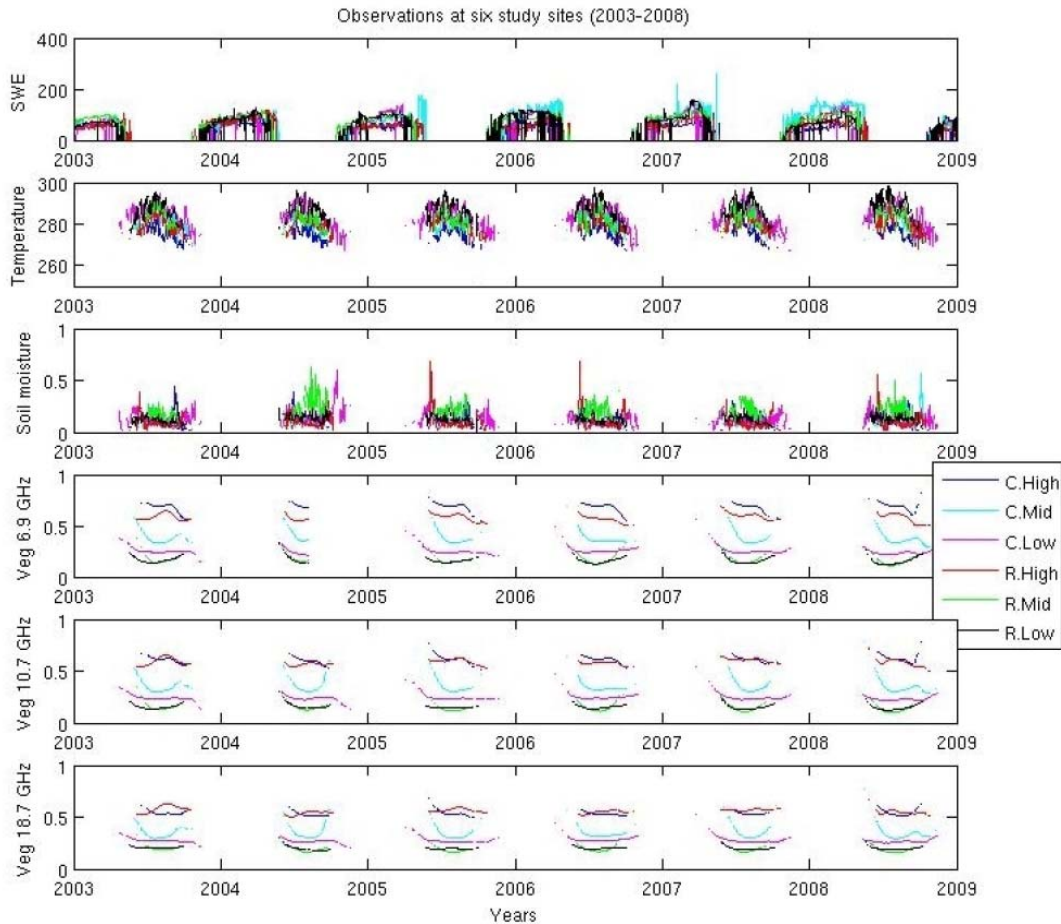 Observations at six study sites (2003-2008)
SWE
400
200
0
2003 2004 2005 2006 2007 2008 2009
Temperature
300
280
260
2003 2004 2005 2006 2007 2008 2009
Soil moisture
1
0.5
0
2003 2004 2005 2006 2007 2008 2009
Veg 6.9 GHz
1
0.5
0
2003 2004 2005 2006 2007 2008 2009
C.High
C.Mid
C.Low
R.High
R.Mid
R.Low
Veg 10.7 GHz
1
0.5
0
2003 2004 2005 2006 2007 2008 2009
Veg 18.7 GHz
1
0.5
0
2003 2004 2005 2006 2007 2008 2009
Years